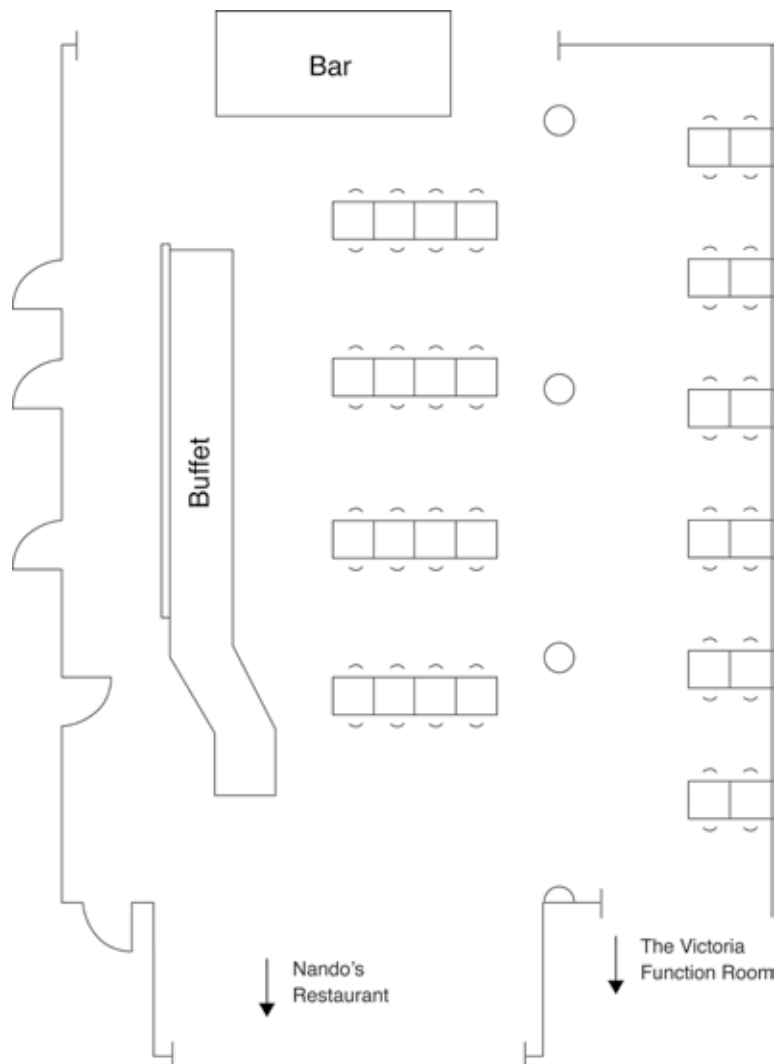 Bar
Buffet
Nando's
Restaurant
The Victoria
Function Room